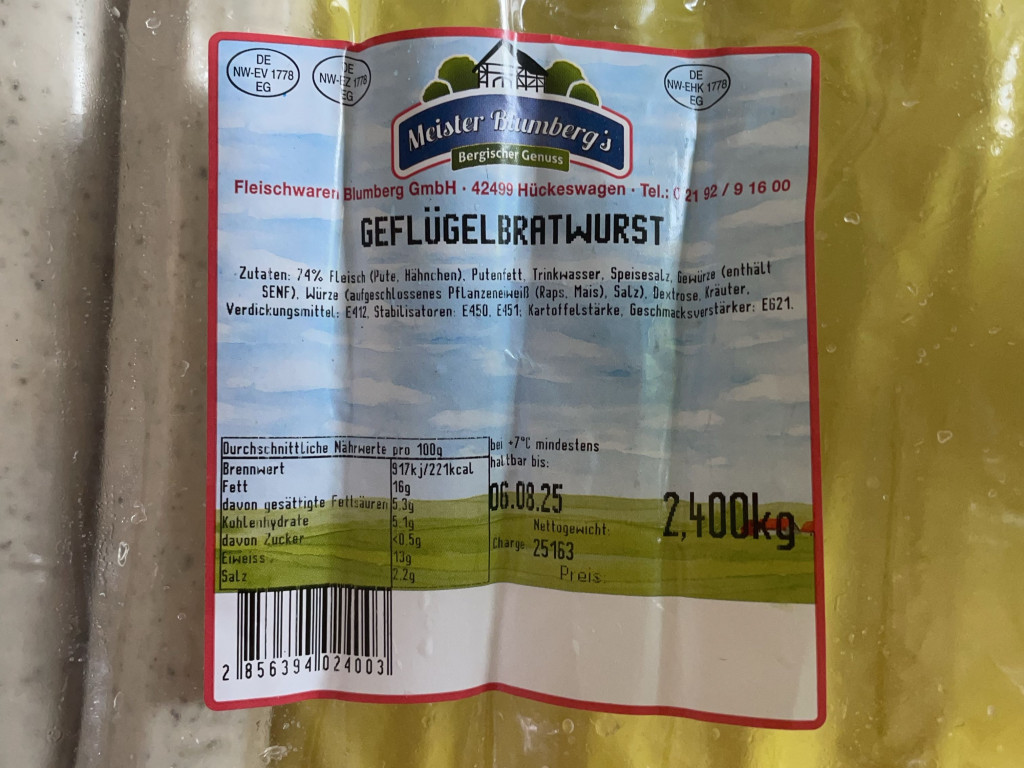 DE
NW-EV 1778
EG
DE
NW-EZ 1778
EG
DE
NW-EHK 1778
EG
Meister Blumberg's
Bergischer Genuss
Fleischwaren Blumberg GmbH · 42499 Hückeswagen · Tel.: 0 21 92 / 9 16 00
GEFLÜGELBRATWURST
Zutaten: 74% Fleisch (Pute, Hähnchen), Putenfett, Trinkwasser, Speisesalz, Gewürze (enthält
SENF), Würze (aufgeschlossenes Pflanzeneiweiß (Raps, Mais), Salz), Dextrose, Kräuter,
Verdickungsmittel: E412, Stabilisatoren: E450, E451; Kartoffelstärke, Geschmacksverstärker: E621.
Durchschnittliche Nährwerte pro 100g
Brennwert 917kj/221kcal
Fett 16g
davon gesättigte Fettsäuren 5.3g
Kohlenhydrate 5.1g
davon Zucker <0.5g
Eiweiss 13g
Salz 2.2g
bei +7°C mindestens
haltbar bis:
06.08.25
Nettogewicht: 2,400kg
Charge 25163
Preis:
2 856394 024003